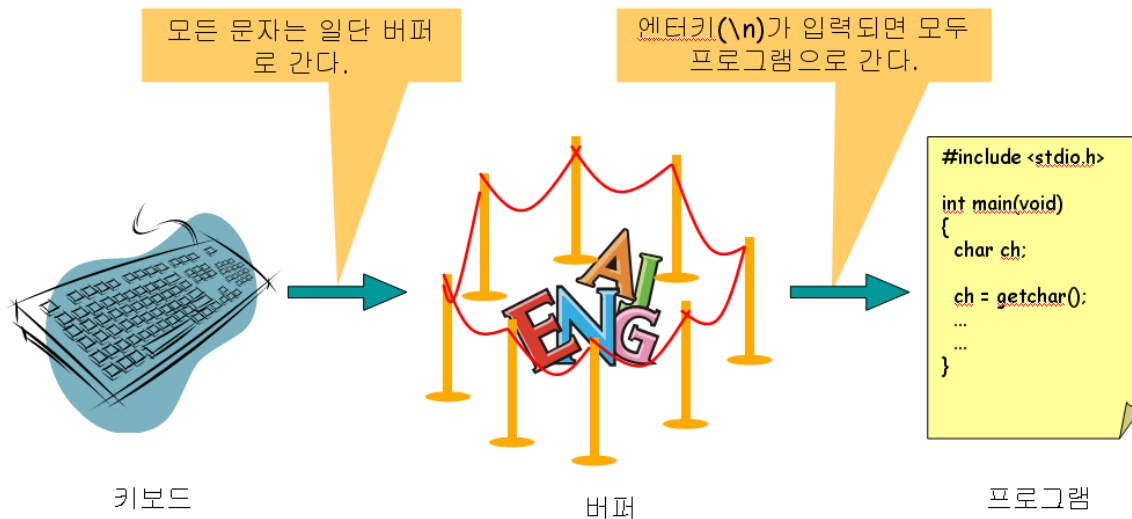 모든 문자는 일단 버퍼
로 간다.
엔터키(\n)가 입력되면 모두
프로그램으로 간다.
#include <stdio.h>
int main(void)
{
char ch;
ch = getchar();
...
...
}
A I
ENG
키보드
버퍼
프로그램